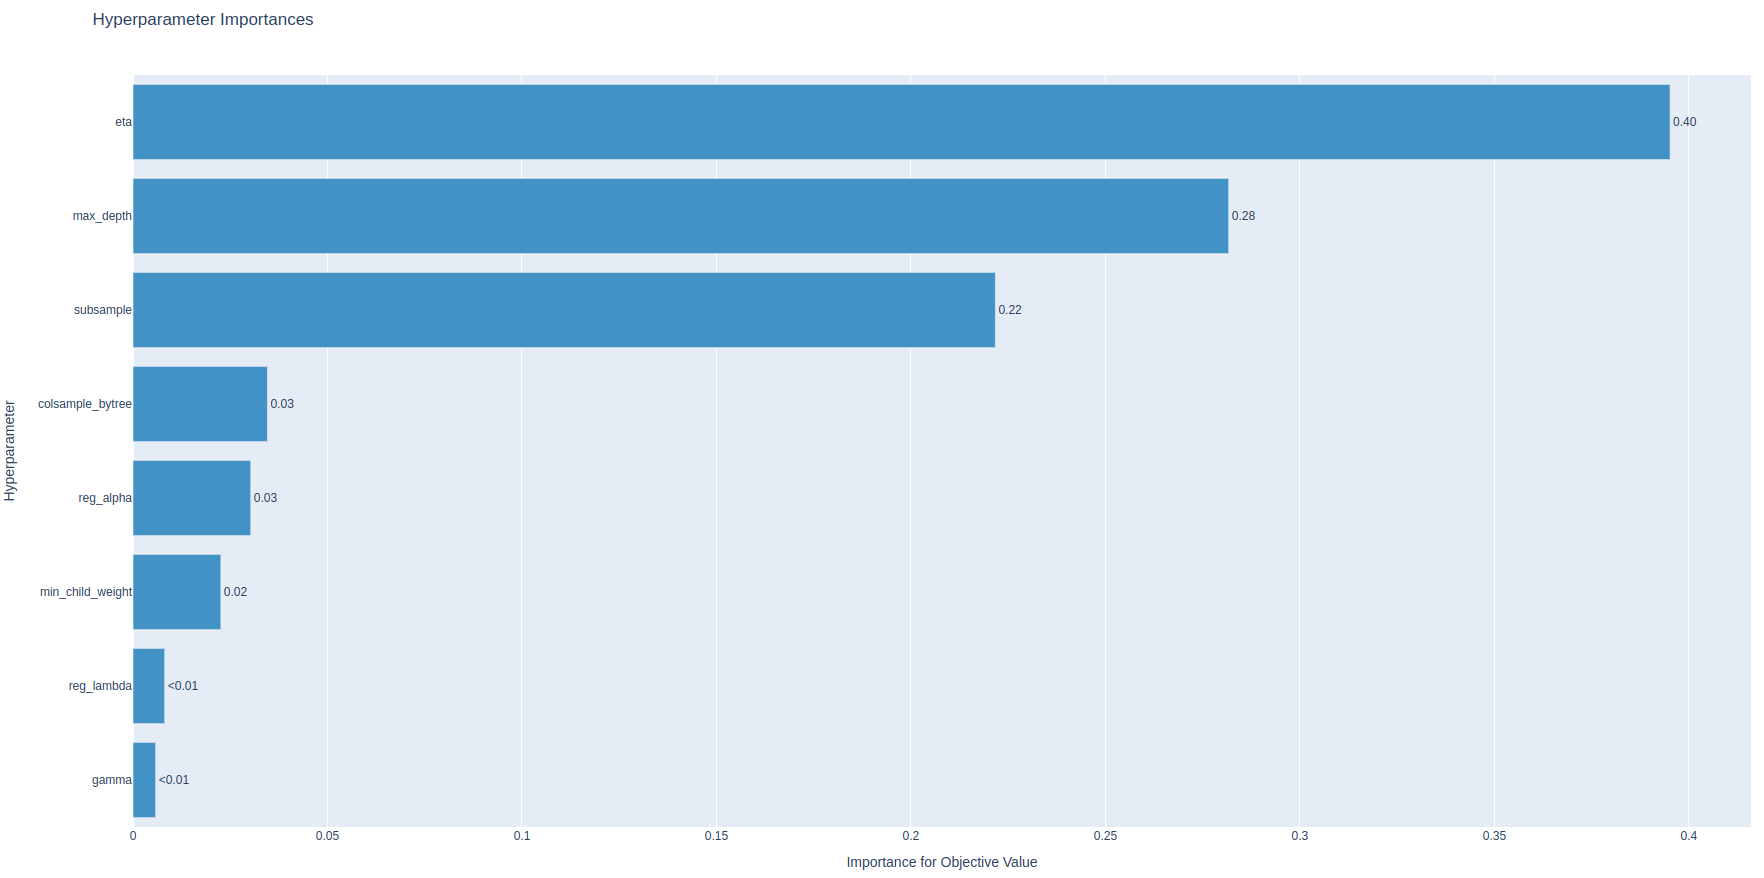 Hyperparameter Importances
eta
0.40
max_depth
0.28
subsample
0.22
colsample_bytree
0.03
reg_alpha
0.03
min_child_weight
0.02
reg_lambda
<0.01
gamma
<0.01
Hyperparameter
0 0.05 0.1 0.15 0.2 0.25 0.3 0.35 0.4
Importance for Objective Value